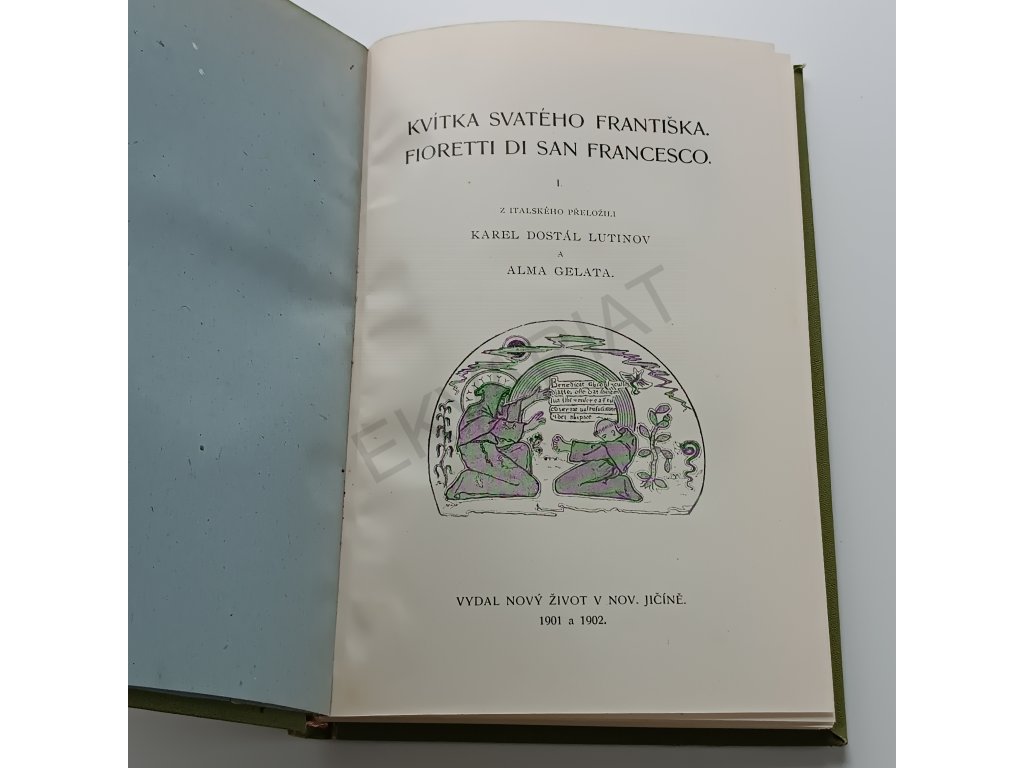 KVÍTKA SVATÉHO FRANTIŠKA.
FIORETTI DI SAN FRANCESCO.
I.
Z ITALSKÉHO PŘELOŽILI
KAREL DOSTÁL LUTINOV
A
ALMA GELATA.
Benedicat
VYDAL NOVÝ ŽIVOT V NOV. JIČÍNĚ.
1901 a 1902.